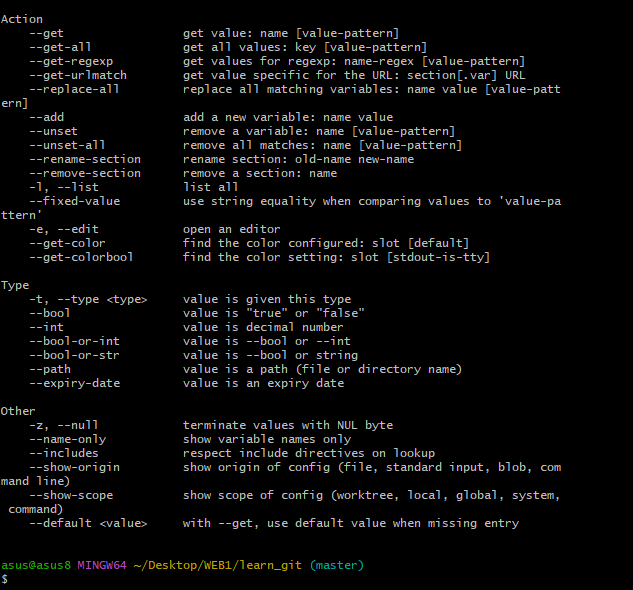 Action
    --get                 get value: name [value-pattern]
    --get-all             get all values: key [value-pattern]
    --get-regexp          get values for regexp: name-regex [value-pattern]
    --get-urlmatch        get value specific for the URL: section[.var] URL
    --replace-all         replace all matching variables: name value [value-patt
ern]
    --add                 add a new variable: name value
    --unset               remove a variable: name [value-pattern]
    --unset-all           remove all matches: name [value-pattern]
    --rename-section      rename section: old-name new-name
    --remove-section      remove a section: name
    -l, --list            list all
    --fixed-value         use string equality when comparing values to 'value-pa
ttern'
    -e, --edit            open an editor
    --get-color           find the color configured: slot [default]
    --get-colorbool       find the color setting: slot [stdout-is-tty]

Type
    -t, --type <type>     value is given this type
    --bool                value is "true" or "false"
    --int                 value is decimal number
    --bool-or-int         value is --bool or --int
    --bool-or-str         value is --bool or string
    --path                value is a path (file or directory name)
    --expiry-date         value is an expiry date

Other
    -z, --null            terminate values with NUL byte
    --name-only           show variable names only
    --includes            respect include directives on lookup
    --show-origin         show origin of config (file, standard input, blob, com
mand line)
    --show-scope          show scope of config (worktree, local, global, system,
 command)
    --default <value>     with --get, use default value when missing entry

asus@asus8 MINGW64 ~/Desktop/WEB1/learn_git (master)
$